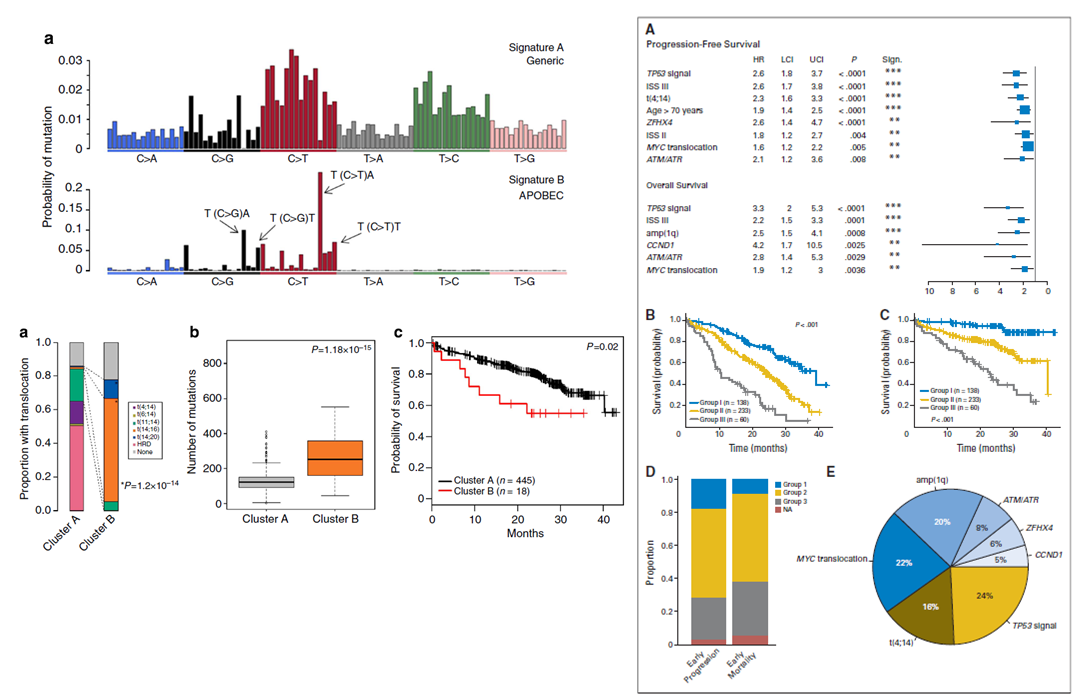 a
Signature A
Generic
Probability of mutation
0.03
0.02
0.01
0
C>A C>G C>T T>A T>C T>G
Signature B
APOBEC
0.2
0.15
0.1
0.05
0
T (C>T)A
T (C>G)A
T (C>G)T
T (C>T)T
C>A C>G C>T T>A T>C T>G
a
Proportion with translocation
1.0
0.8
0.6
0.4
0.2
0.0
t(4;14)
t(6;14)
t(11;14)
t(14;16)
t(14;20)
HRD
None
*P=1.2×10⁻¹⁴
Cluster A
Cluster B
b
P=1.18×10⁻¹⁵
Number of mutations
800
600
400
200
0
Cluster A Cluster B
c
P=0.02
Probability of survival
1.0
0.8
0.6
0.4
0.2
0
Cluster A (n = 445)
Cluster B (n = 18)
0 10 20 30 40
Months
A
Progression-Free Survival
HR LCI UCI P Sign.
TP53 signal 2.6 1.8 3.7 < .0001 ***
ISS III 2.6 1.7 3.8 < .0001 ***
t(4;14) 2.3 1.6 3.3 < .0001 ***
Age > 70 years 1.9 1.4 2.5 < .0001 ***
ZFHX4 2.6 1.4 4.7 < .0001 **
ISS II 1.8 1.2 2.7 .004 **
MYC translocation 1.6 1.2 2.2 .005 **
ATM/ATR 2.1 1.2 3.6 .008 **
Overall Survival
TP53 signal 3.3 2 5.3 < .0001 ***
ISS III 2.2 1.5 3.3 .0001 ***
amp(1q) 2.5 1.5 4.1 .0008 ***
CCND1 4.2 1.7 10.5 .0025 **
ATM/ATR 2.8 1.4 5.3 .0029 **
MYC translocation 1.9 1.2 3 .0036 **
10 8 6 4 2 0
B
P < .001
Survival (probability)
1.0
0.8
0.6
0.4
0.2
Group I (n = 138)
Group II (n = 233)
Group III (n = 60)
0 10 20 30 40
Time (months)
C
Survival (probability)
1.0
0.8
0.6
0.4
0.2
Group I (n = 138)
Group II (n = 233)
Group III (n = 60)
P < .001
0 10 20 30 40
Time (months)
D
Proportion
1.0
0.8
0.6
0.4
0.2
0
Group 1
Group 2
Group 3
NA
Early Progression
Early Mortality
E
amp(1q)
20%
ATM/ATR
8%
ZFHX4
6%
CCND1
5%
MYC translocation
22%
24%
TP53 signal
16%
t(4;14)